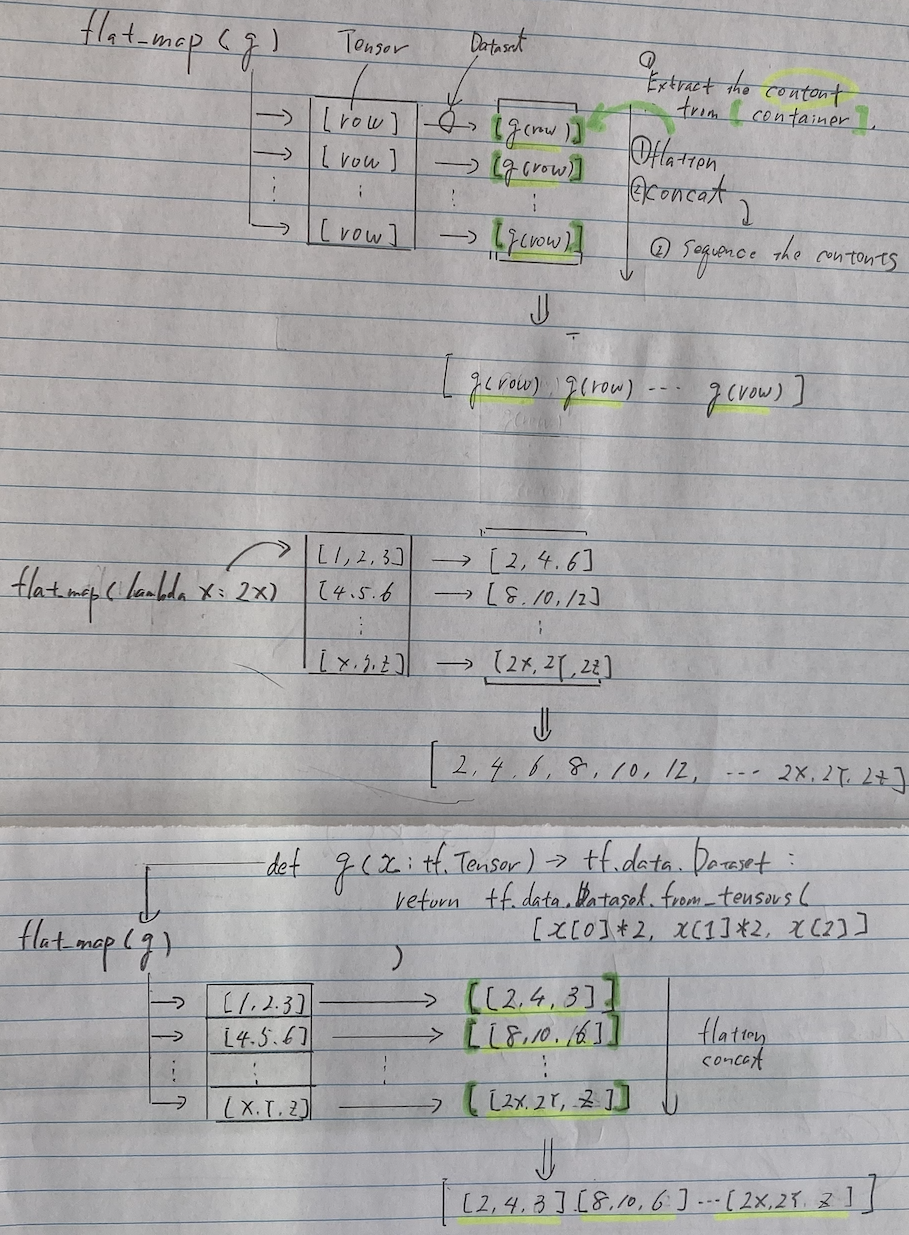 flat_map ( g )  Tensor  Dataset
① Extract the content
from [ container ].
[row] → [g(row)]
① flatten
[row] → [g(row)]
② concat
⋮ ⋮
② sequence the contents
[row] → [g(row)]
⇓
[ g(row) g(row) ... g(row) ]
[1, 2, 3] → [2, 4. 6]
flat_map ( lambda x: 2x)
[4. 5. 6 → [8. 10, 12]
⋮ ⋮
[x. y. z] → [2x, 2Y, 2z]
⇓
[ 2, 4, 6, 8, 10, 12, ... 2x. 2Y. 2z ]
def g(x: tf.Tensor) → tf.data.Dataset :
return tf.data.Dataset.from_tensors(
[x[0]*2, x[1]*2, x[2]]
)
flat_map (g)
→ [1, 2. 3] → [[2, 4, 3]]
→ [4. 5. 6] → [[8, 10. 6]]
flatten
concat
⋮ ⋮ ⋮ ⋮
→ [x. Y. z] → [[2x. 2Y, z]]
⇓
[ [2, 4, 3] [8, 10, 6] ... [2x, 2Y. z] ]